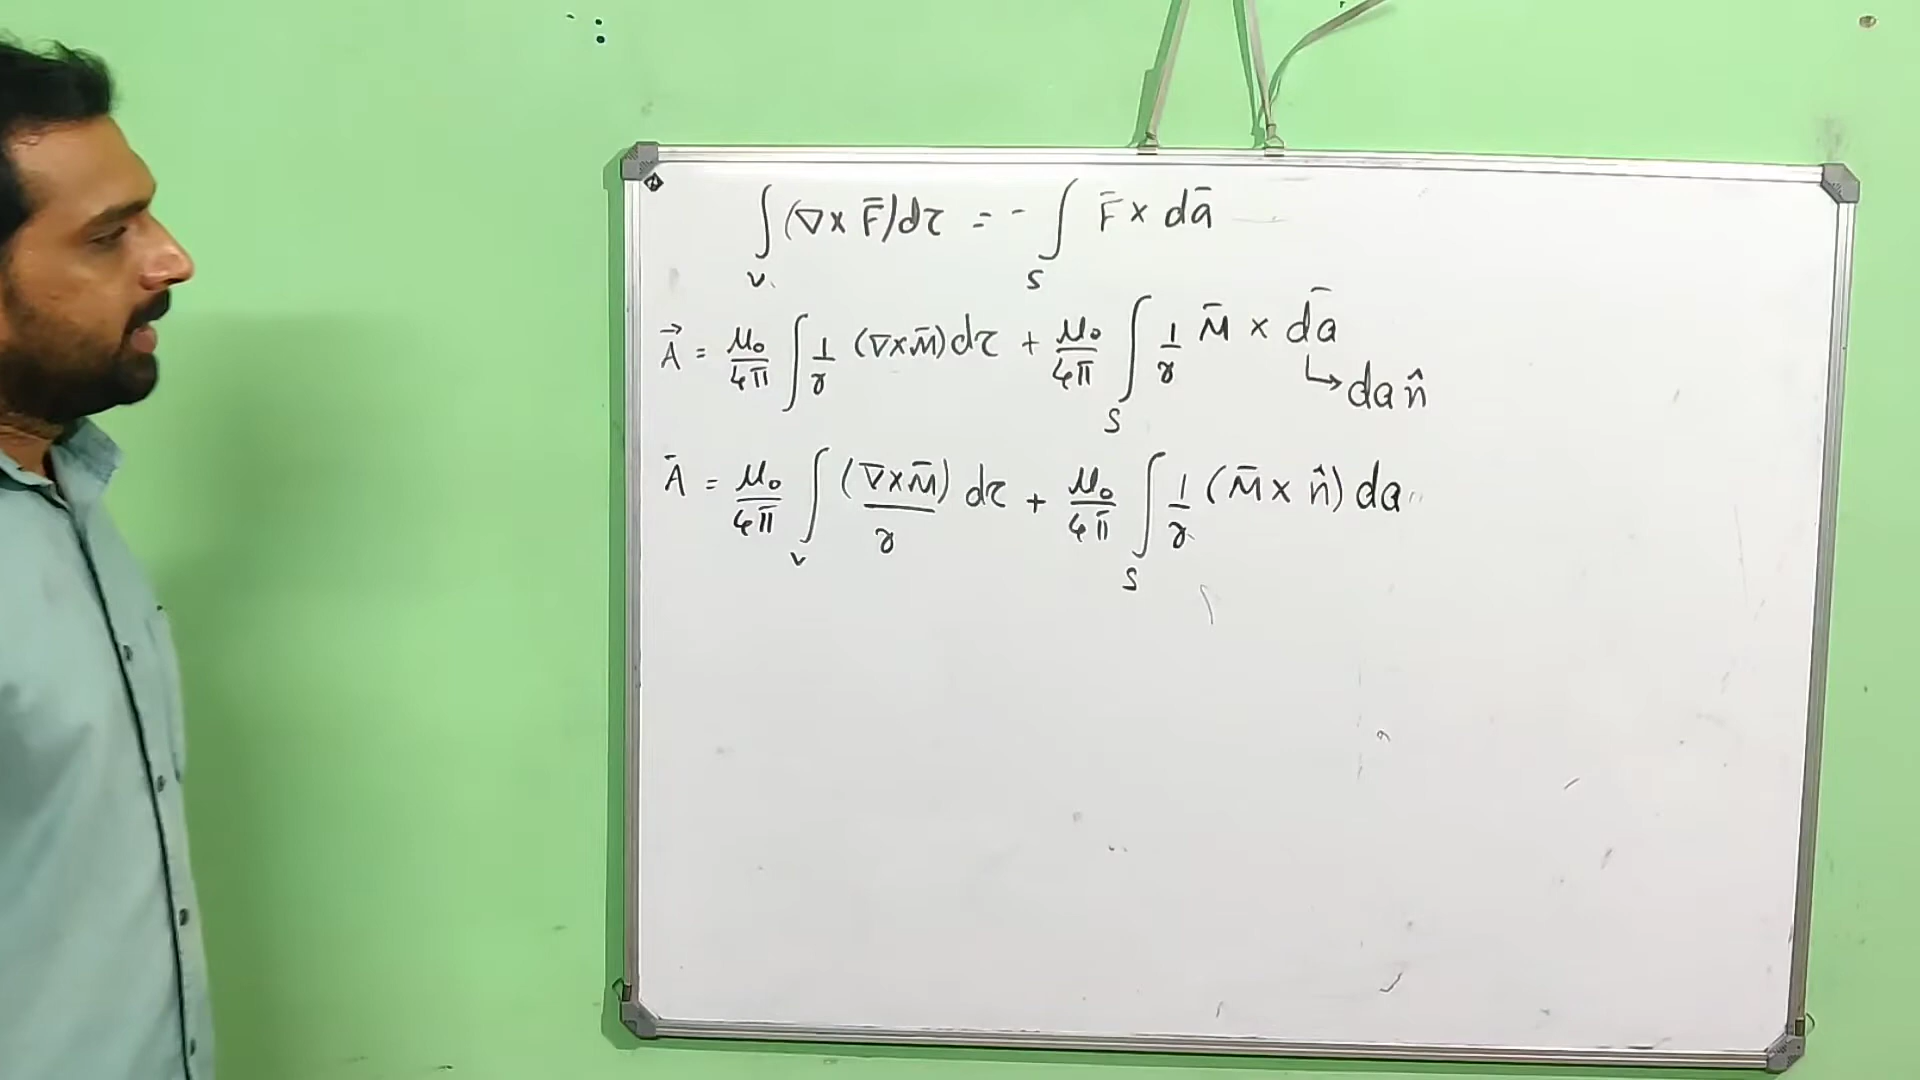 ∫_V (∇× F̄)dτ = - ∫_S F̄ × dā
A⃗ = μ₀/4π ∫ 1/r (∇×M̄)dτ + μ₀/4π ∫_S 1/r M̄ × dā
↳ da n̂
Ā = μ₀/4π ∫_V (∇×M̄)/r dτ + μ₀/4π ∫_S 1/r (M̄ × n̂) da